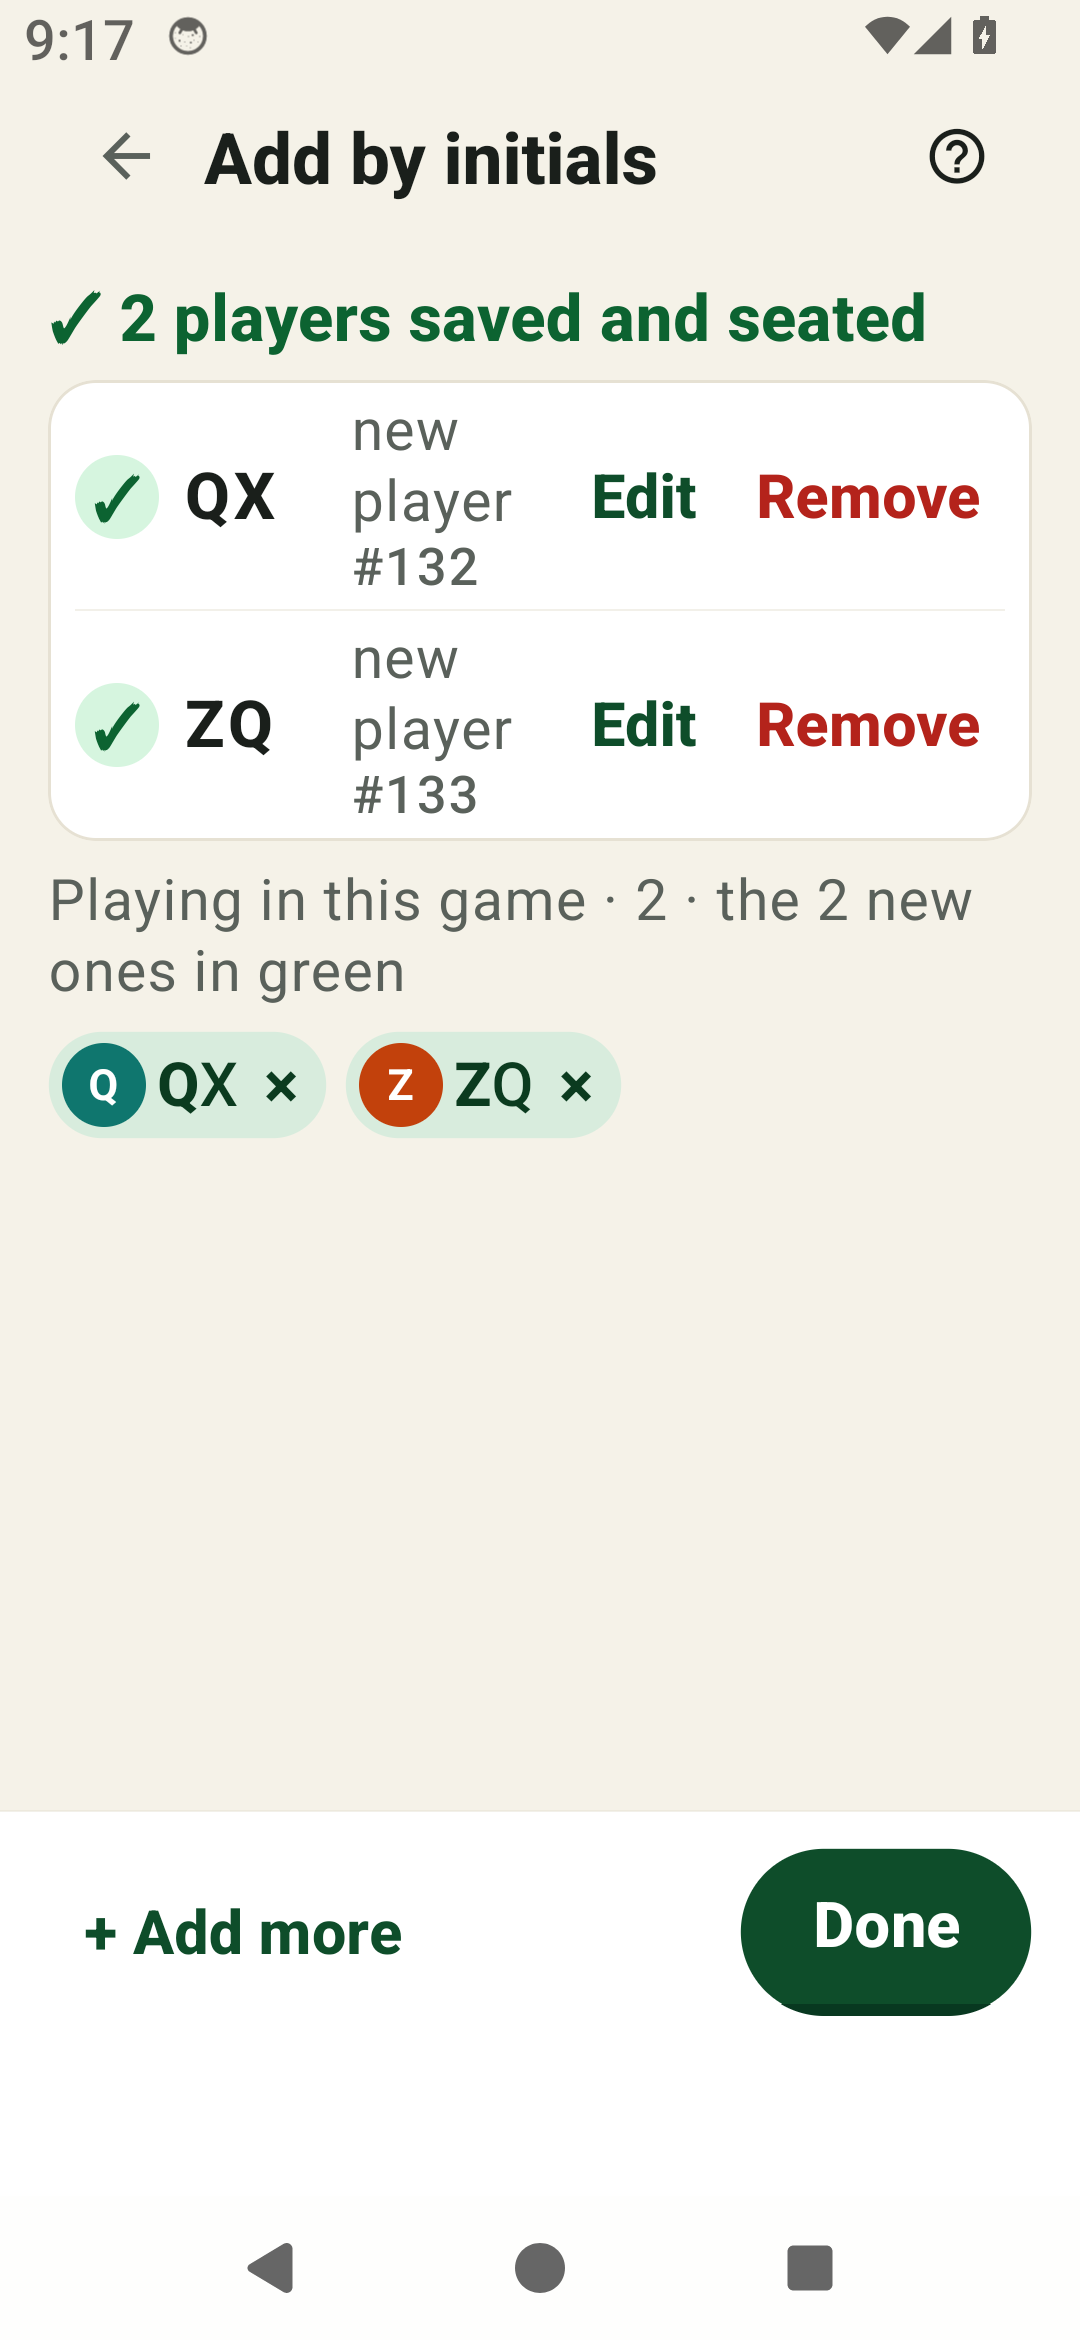 9:17
Add by initials
✓ 2 players saved and seated
new
✓ QX player Edit Remove
#132
new
✓ ZQ player Edit Remove
#133
Playing in this game · 2 · the 2 new
ones in green
Q QX × Z ZQ ×
+ Add more Done